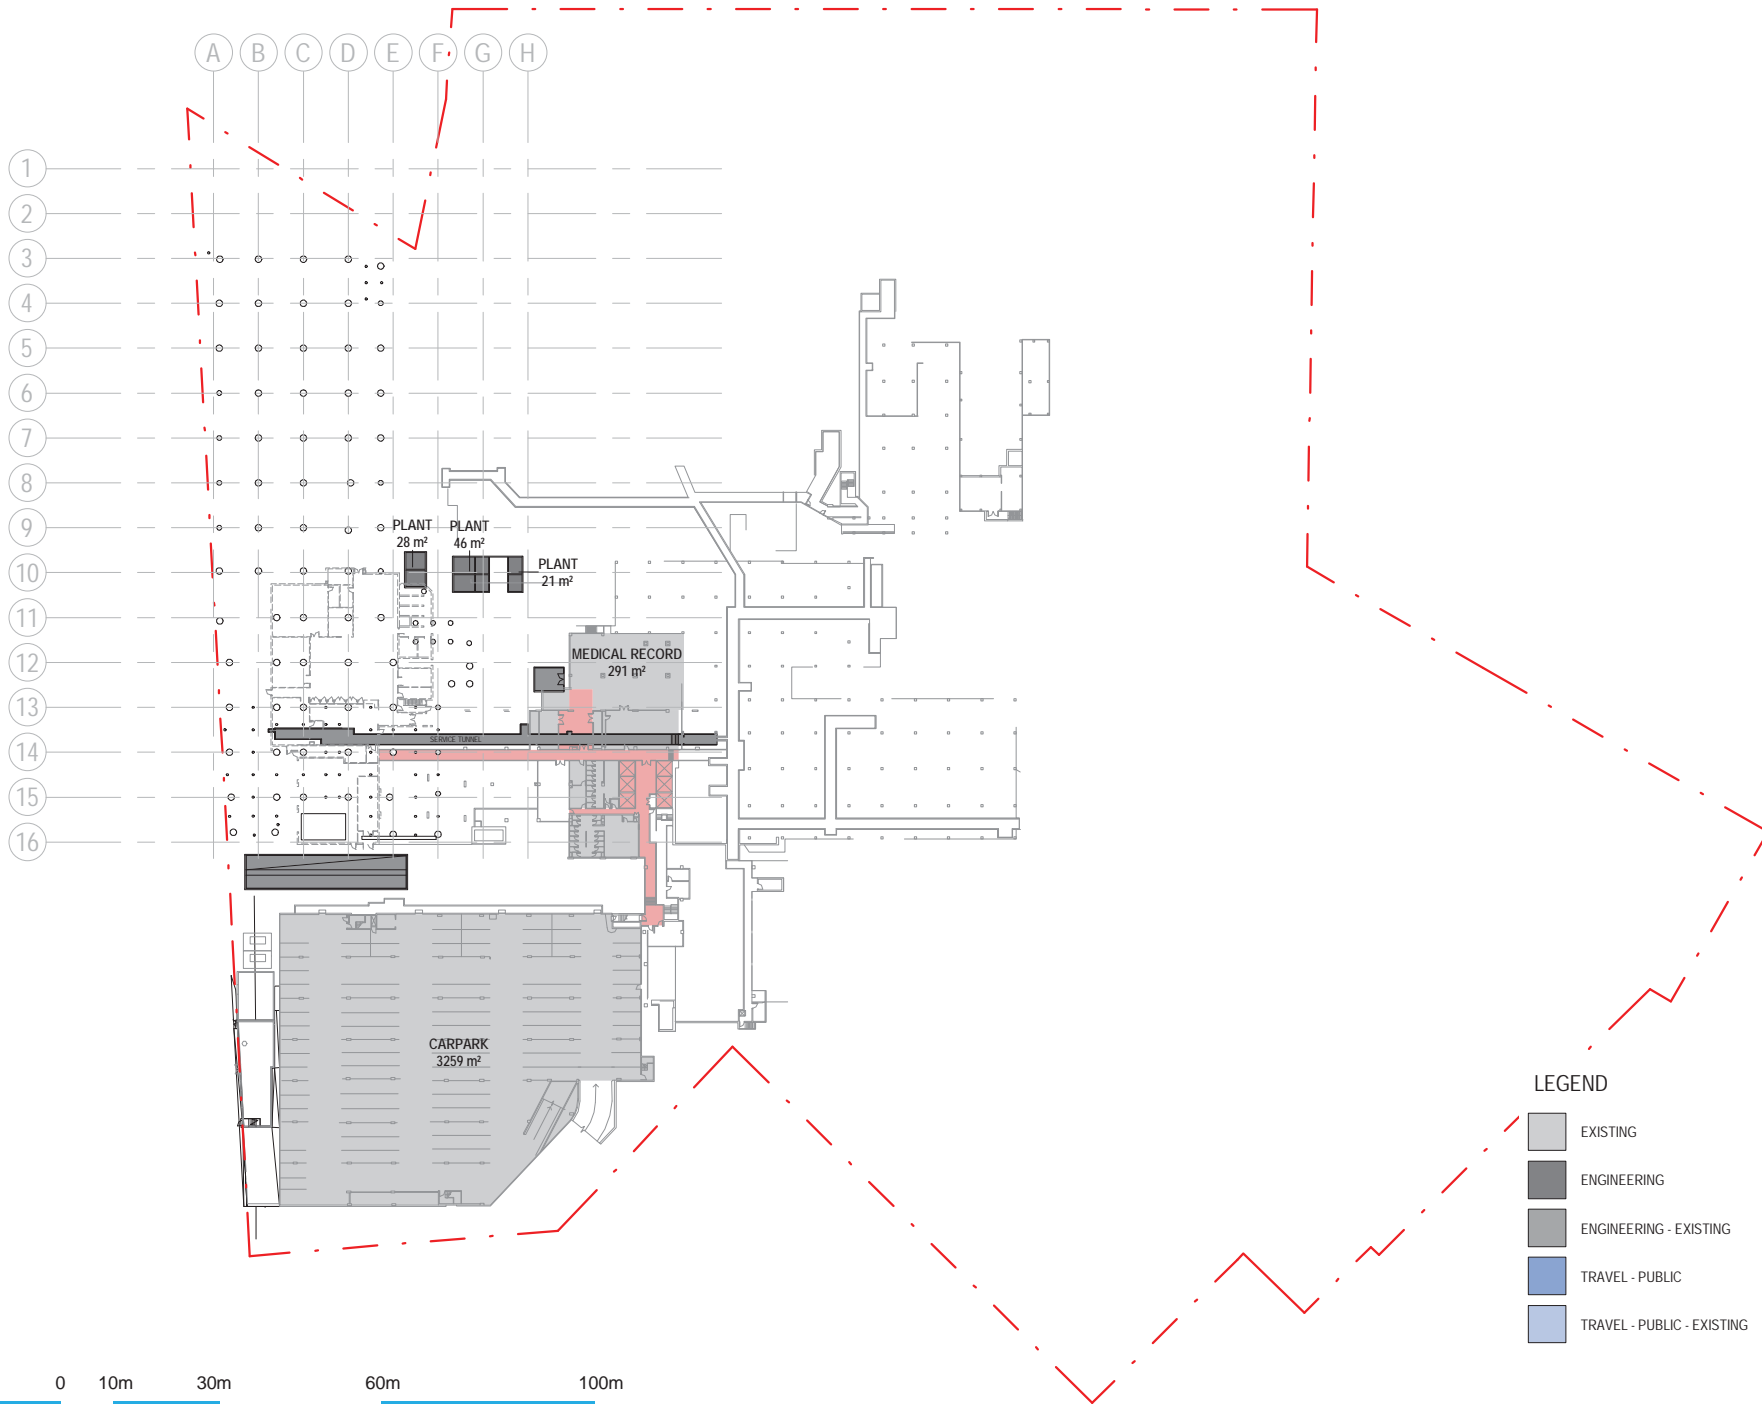 A B C D E F G H
1
2
3
4
5
6
7
8
9
PLANT
28 m²
PLANT
46 m²
10
PLANT
21 m²
11
12
MEDICAL RECORD
291 m²
13
SERVICE TUNNEL
14
15
16
CARPARK
3259 m²
LEGEND
EXISTING
ENGINEERING
ENGINEERING - EXISTING
TRAVEL - PUBLIC
TRAVEL - PUBLIC - EXISTING
0 10m 30m 60m 100m